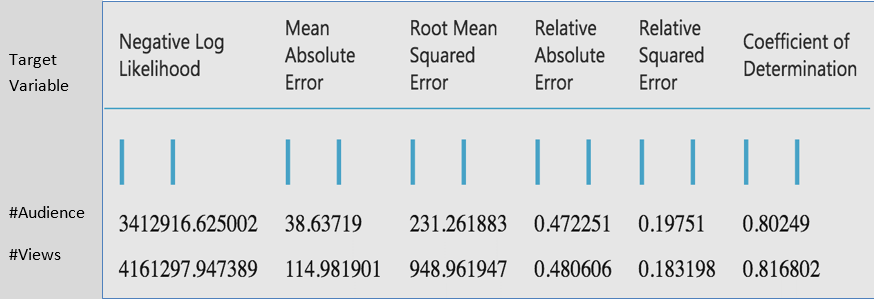 Target Variable
Negative Log Likelihood
Mean Absolute Error
Root Mean Squared Error
Relative Absolute Error
Relative Squared Error
Coefficient of Determination
#Audience 3412916.625002 38.63719 231.261883 0.472251 0.19751 0.80249
#Views 4161297.947389 114.981901 948.961947 0.480606 0.183198 0.816802